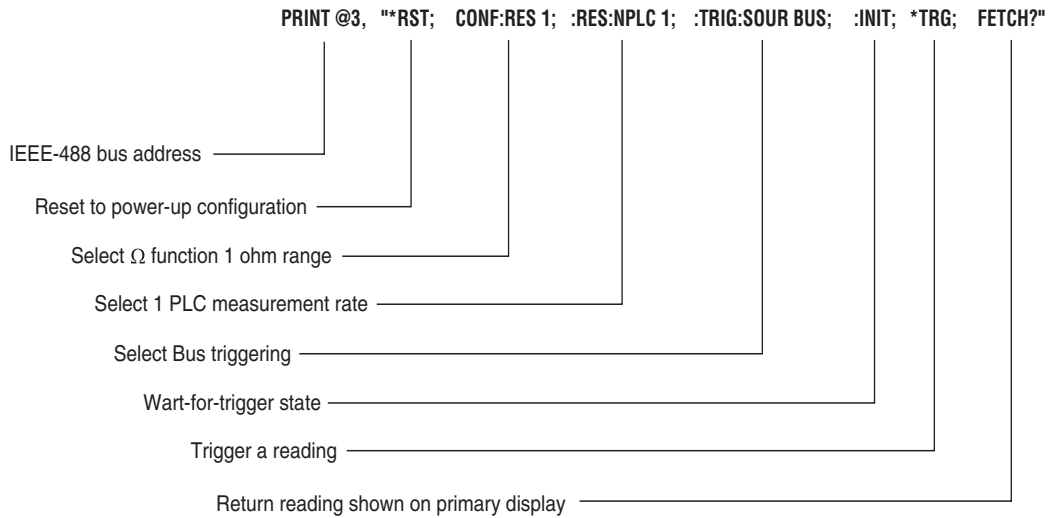 PRINT @3, "*RST; CONF:RES 1; :RES:NPLC 1; :TRIG:SOUR BUS; :INIT; *TRG; FETCH?"
IEEE-488 bus address
Reset to power-up configuration
Select Ω function 1 ohm range
Select 1 PLC measurement rate
Select Bus triggering
Wart-for-trigger state
Trigger a reading
Return reading shown on primary display